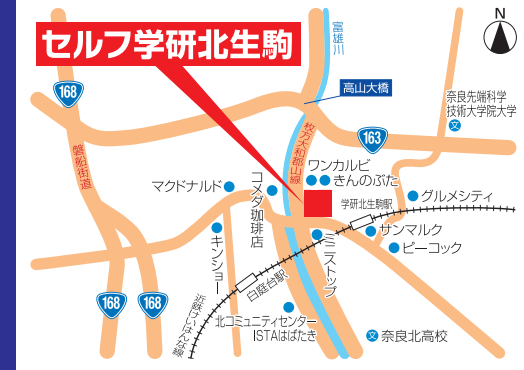 セルフ学研北生駒
N
富雄川
168
高山大橋
奈良先端科学
技術大学院大学
文
163
磐船街道
枚方大和郡山線
ワンカルビ
きんのぶた
マクドナルド
コメダ珈琲店
学研北生駒駅
グルメシティ
サンマルク
ピーコック
キンショー
ミニストップ
白庭台駅
近鉄けいはんな線
168
168
北コミュニティセンター
ISTAはばたき
文
奈良北高校